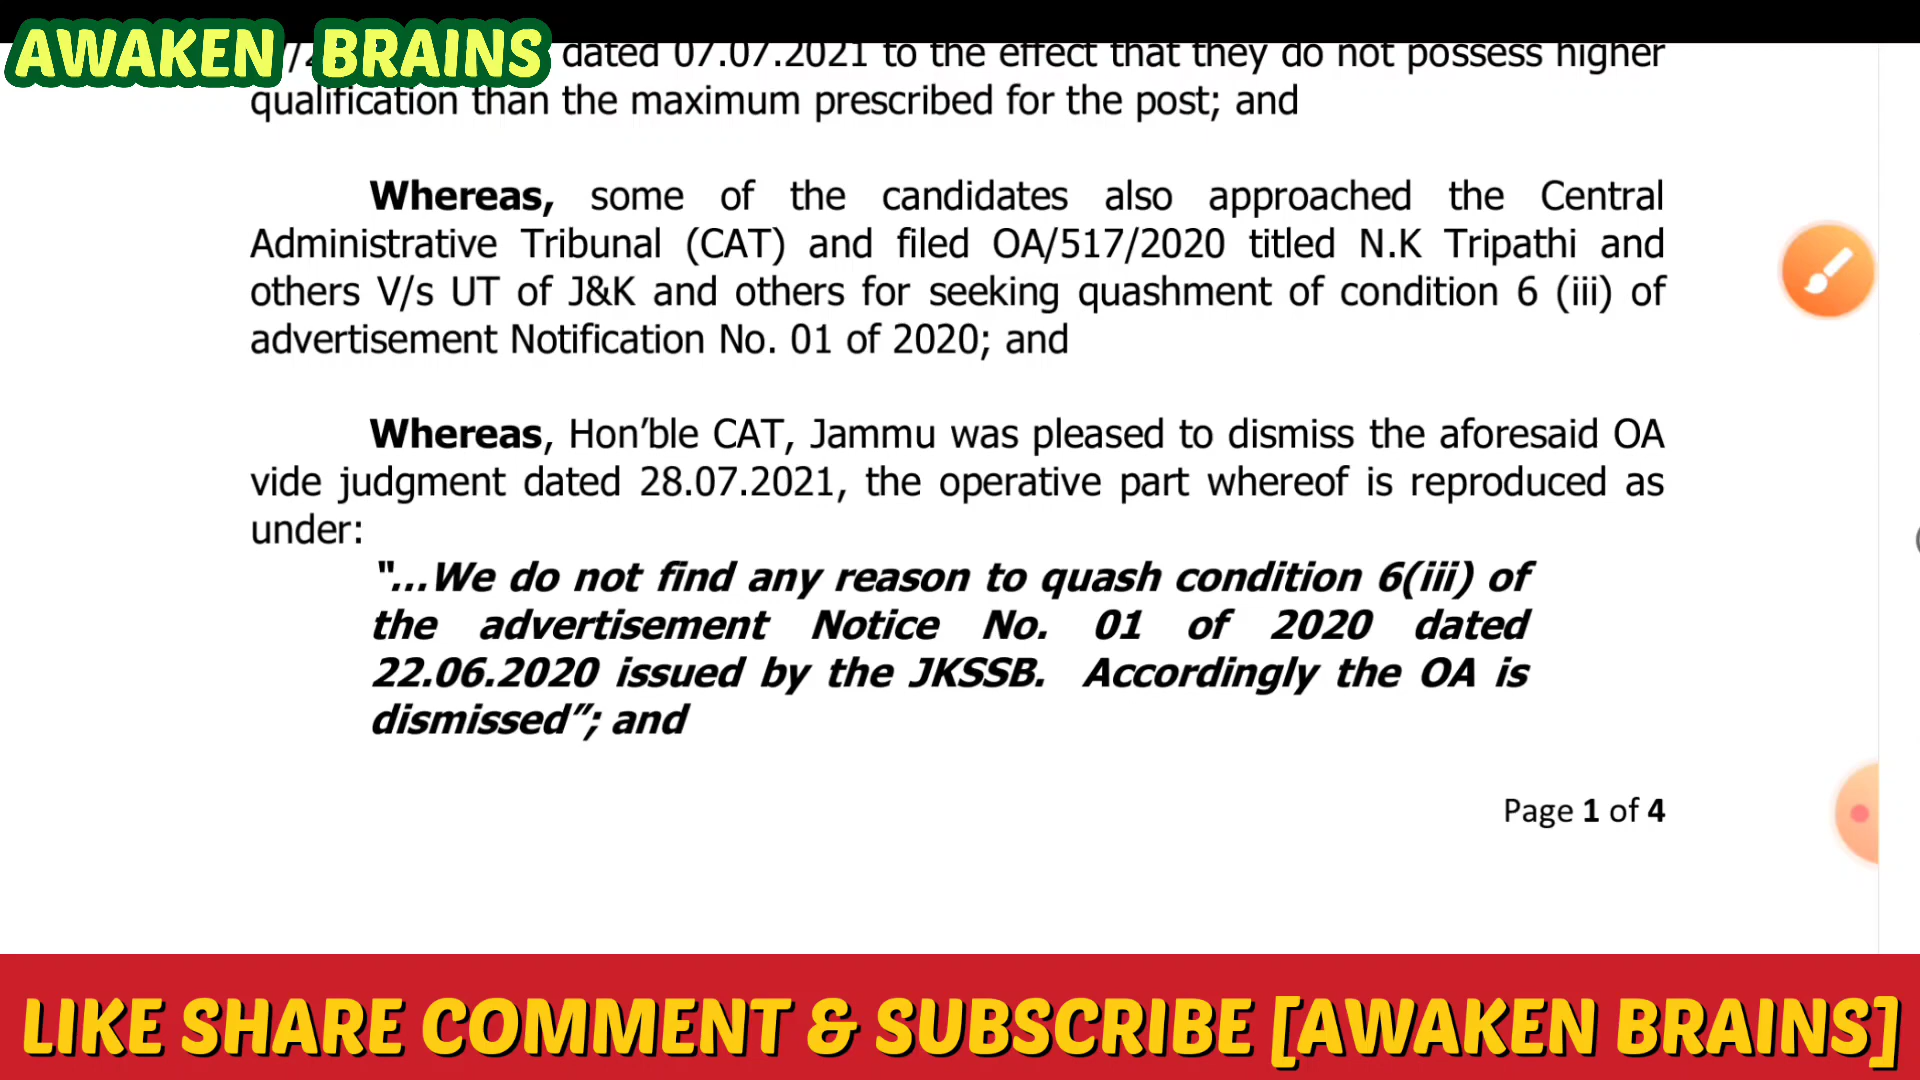 AWAKEN BRAINS
dated 07.07.2021 to the effect that they do not possess higher
qualification than the maximum prescribed for the post; and
Whereas, some of the candidates also approached the Central
Administrative Tribunal (CAT) and filed OA/517/2020 titled N.K Tripathi and
others V/s UT of J&K and others for seeking quashment of condition 6 (iii) of
advertisement Notification No. 01 of 2020; and
Whereas, Hon’ble CAT, Jammu was pleased to dismiss the aforesaid OA
vide judgment dated 28.07.2021, the operative part whereof is reproduced as
under:
"...We do not find any reason to quash condition 6(iii) of
the advertisement Notice No. 01 of 2020 dated
22.06.2020 issued by the JKSSB. Accordingly the OA is
dismissed”; and
Page 1 of 4
LIKE SHARE COMMENT & SUBSCRIBE [AWAKEN BRAINS]